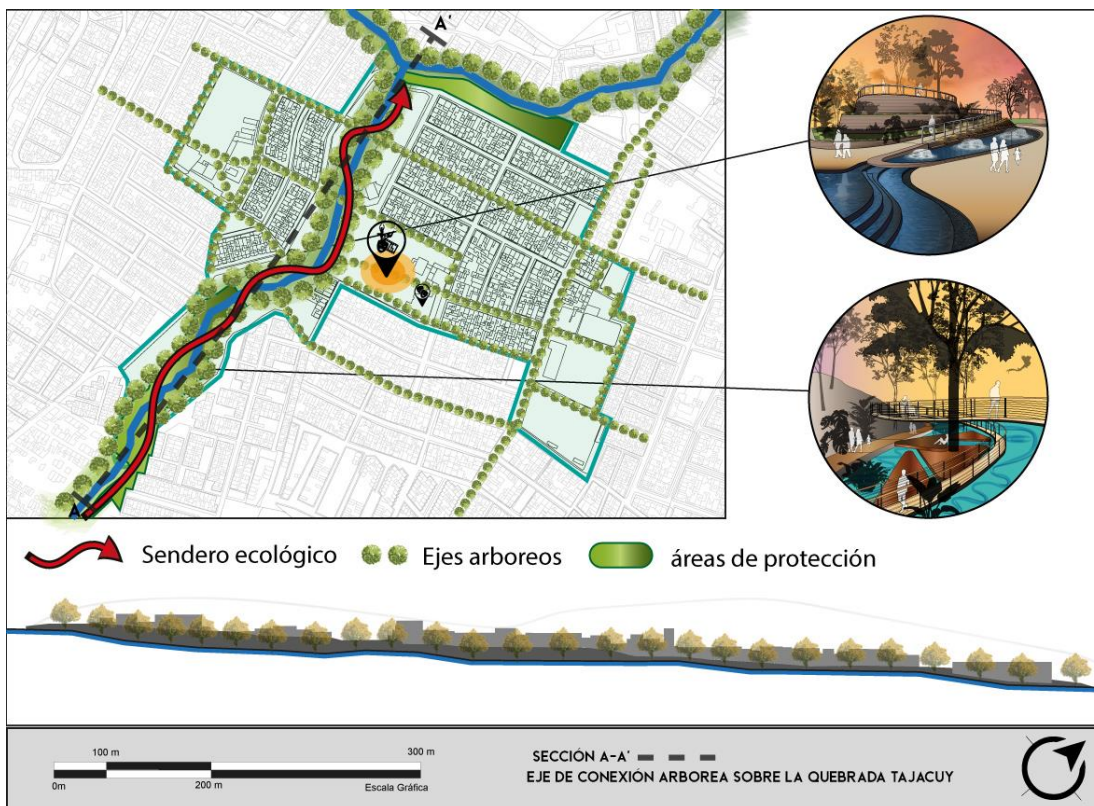 A'
A
Sendero ecológico
Ejes arboreos
áreas de protección
100 m
300 m
0m
200 m
Escala Gráfica
SECCIÓN A-A'
EJE DE CONEXIÓN ARBOREA SOBRE LA QUEBRADA TAJACUY